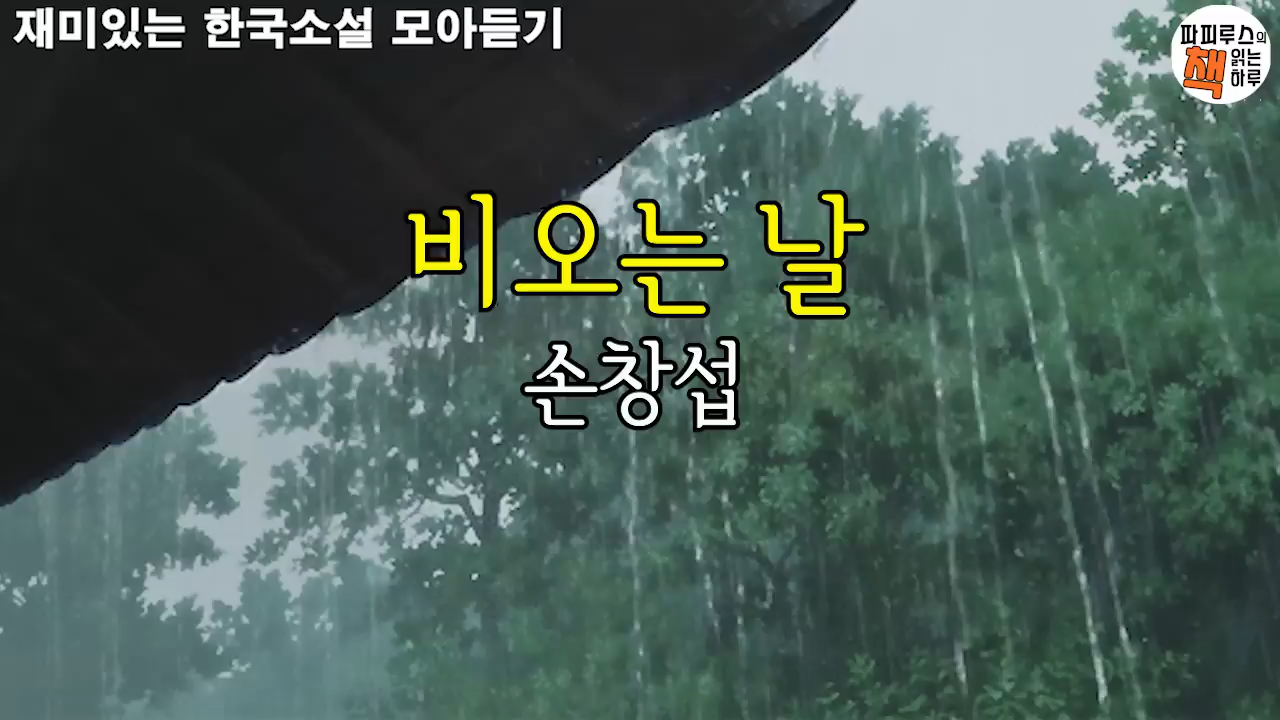 재미있는 한국소설 모아듣기
파피루스의
책 읽는
하루
비오는 날
손창섭